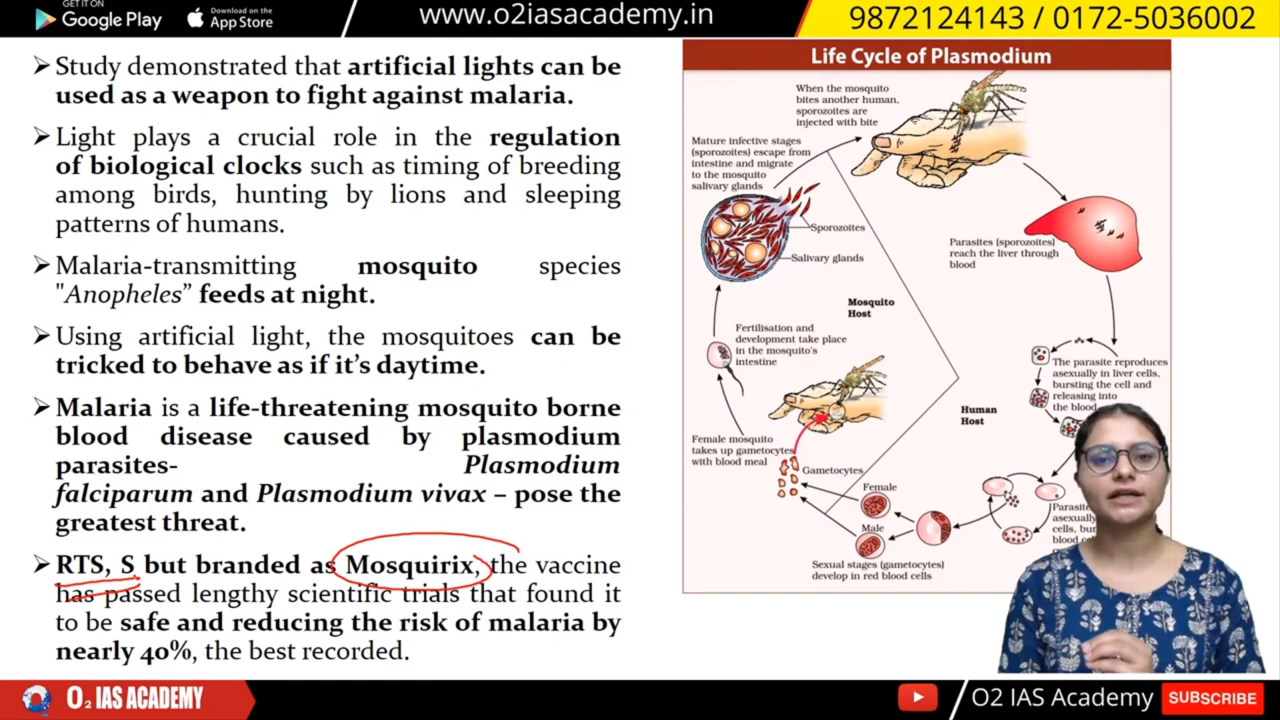 GET IT ON
Google Play
Download on the
App Store
www.o2iasacademy.in
9872124143 / 0172-5036002
➢ Study demonstrated that artificial lights can be
used as a weapon to fight against malaria.
➢ Light plays a crucial role in the regulation
of biological clocks such as timing of breeding
among birds, hunting by lions and sleeping
patterns of humans.
➢ Malaria-transmitting mosquito species
"Anopheles” feeds at night.
➢ Using artificial light, the mosquitoes can be
tricked to behave as if it’s daytime.
➢ Malaria is a life-threatening mosquito borne
blood disease caused by plasmodium
parasites- Plasmodium
falciparum and Plasmodium vivax – pose the
greatest threat.
➢ RTS, S but branded as Mosquirix, the vaccine
has passed lengthy scientific trials that found it
to be safe and reducing the risk of malaria by
nearly 40%, the best recorded.
Life Cycle of Plasmodium
When the mosquito
bites another human,
sporozoites are
injected with bite
Mature infective stages
(sporozoites) escape from
intestine and migrate
to the mosquito
salivary glands
Sporozoites
Salivary glands
Parasites (sporozoites)
reach the liver through
blood
Mosquito
Host
Fertilisation and
development take place
in the mosquito's
intestine
The parasite reproduces
asexually in liver cells,
bursting the cell and
releasing into
the blood
Human
Host
Female mosquito
takes up gametocytes
with blood meal
Gametocytes
Female
Male
Parasite
asexually
cells, bur
blood
Sexual stages (gametocytes)
develop in red blood cells
O2 IAS ACADEMY
O2 IAS Academy
SUBSCRIBE